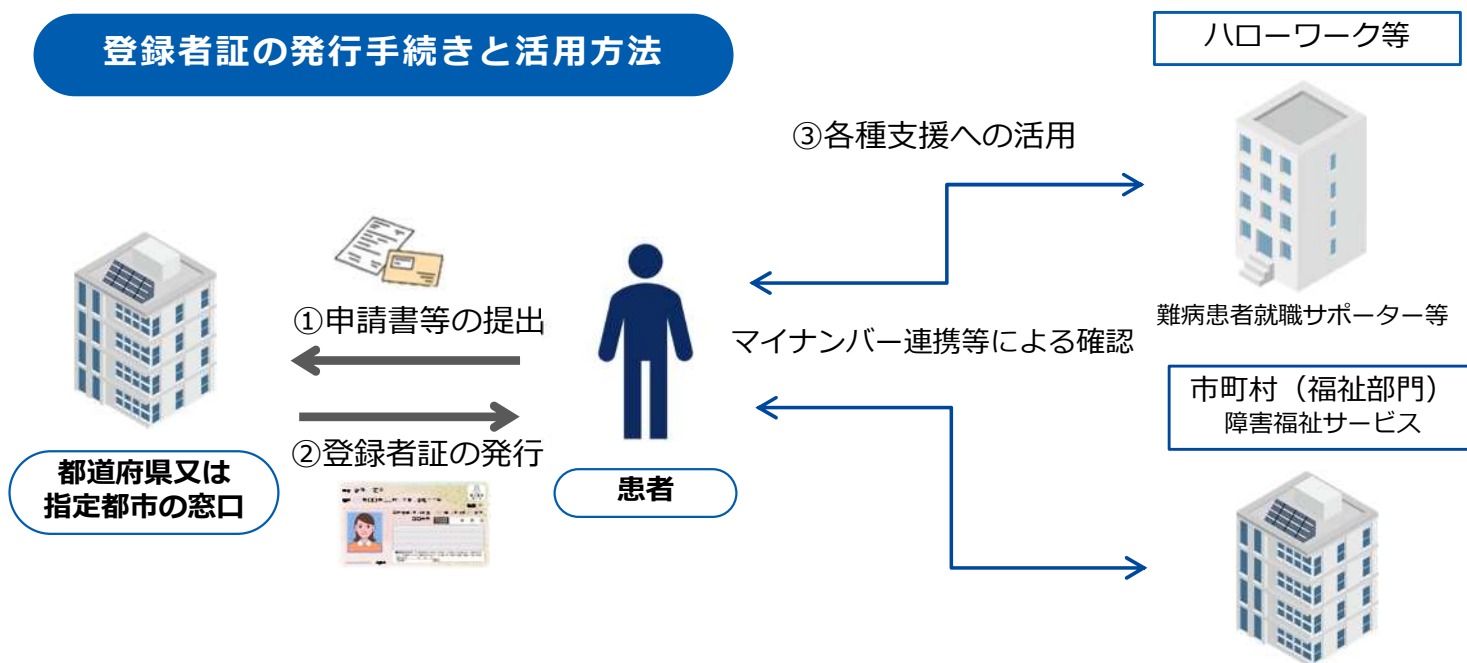 登録者証の発行手続きと活用方法
ハローワーク等
③各種支援への活用
難病患者就職サポーター等
①申請書等の提出
マイナンバー連携等による確認
市町村（福祉部門）
障害福祉サービス
②登録者証の発行
都道府県又は
指定都市の窓口
患者